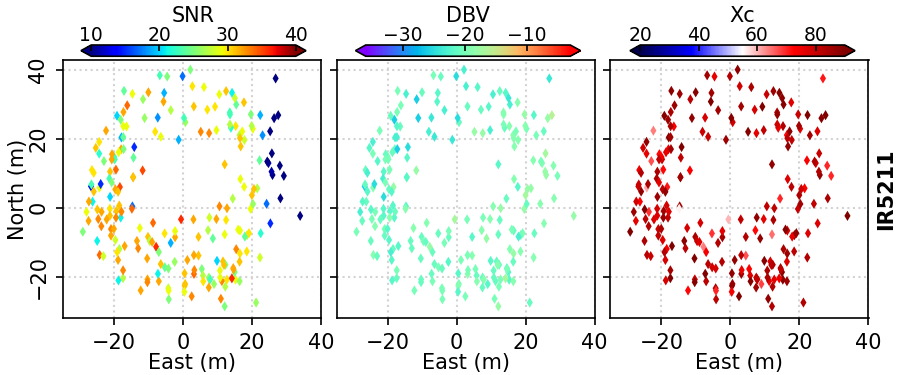 SNR DBV Xc
10 20 30 40 −30 −20 −10 20 40 60 80
40
20
0
−20
North (m)
IR5211
−20 0 20 40 −20 0 20 40 −20 0 20 40
East (m) East (m) East (m)